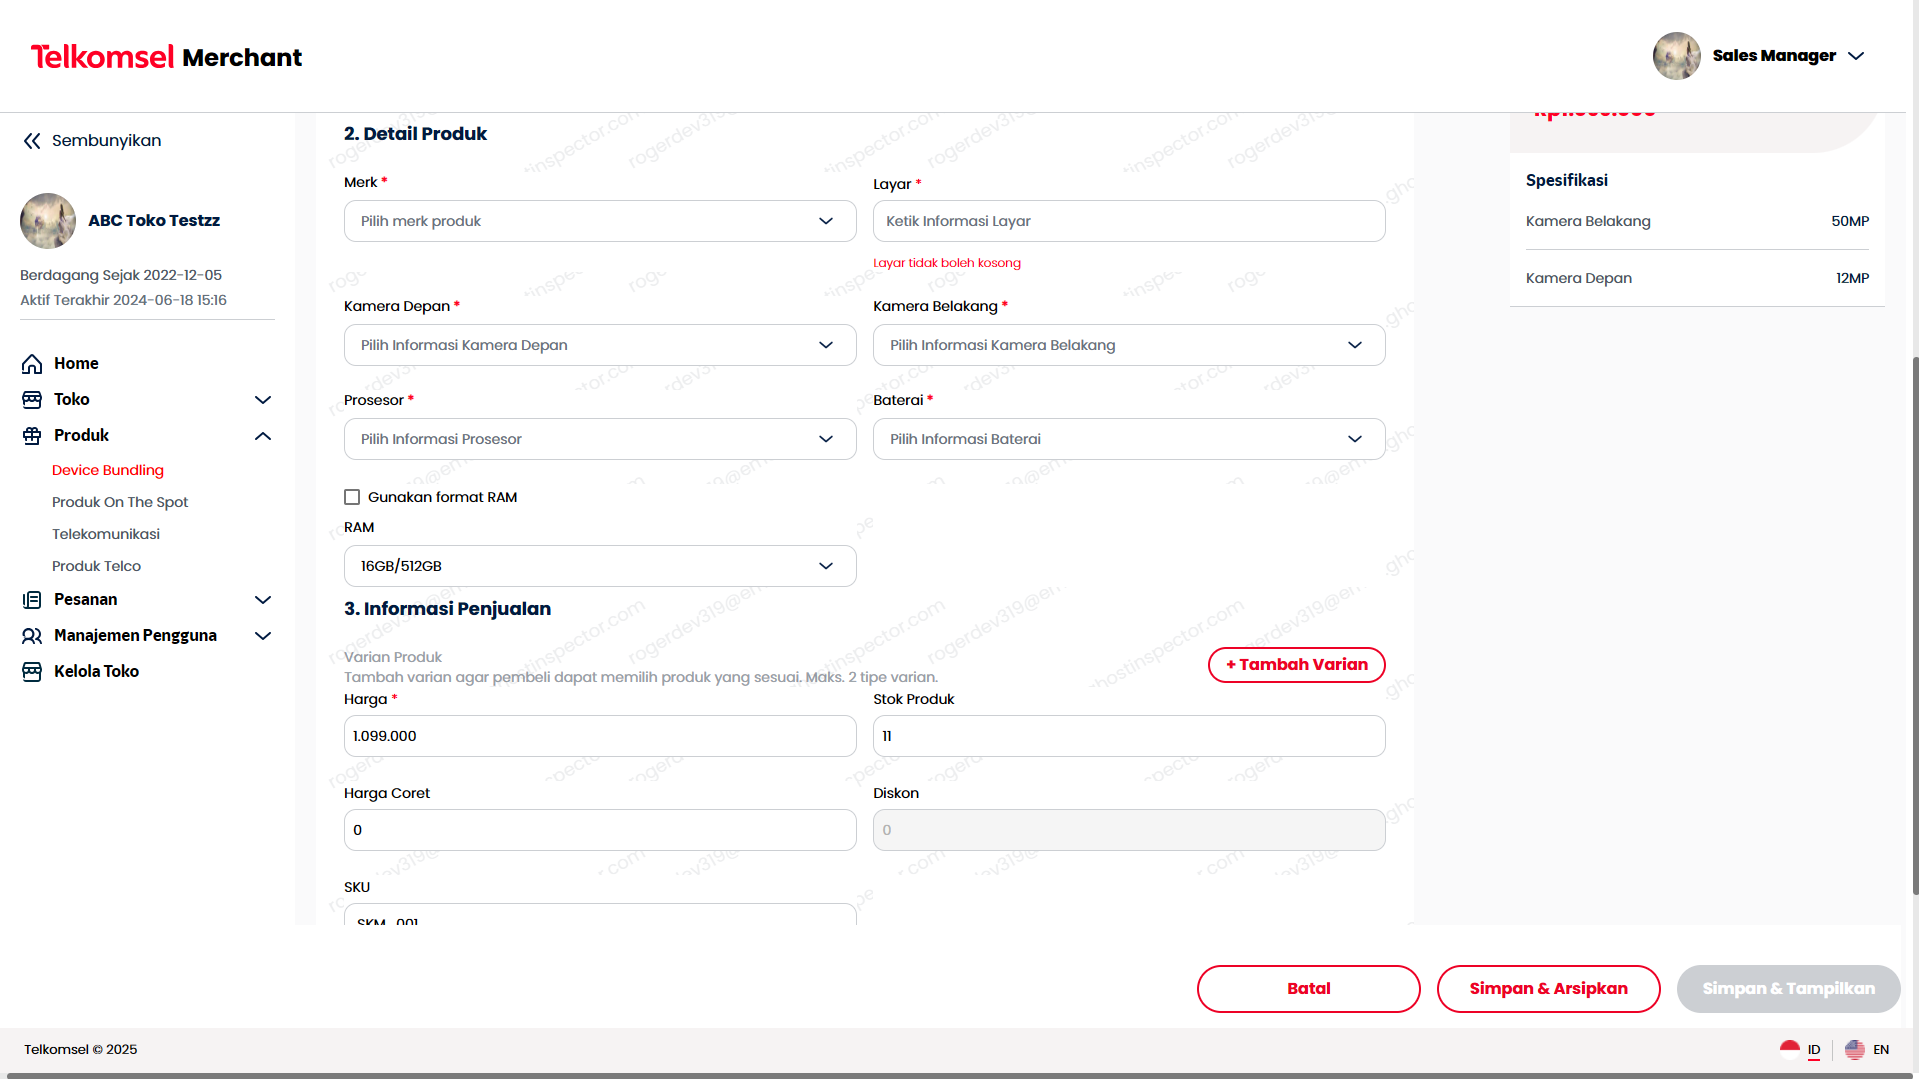 Telkomsel Merchant
Sales Manager
Sembunyikan
ABC Toko Testzz
Berdagang Sejak 2022-12-05
Aktif Terakhir 2024-06-18 15:16
Home
Toko
Produk
Device Bundling
Produk On The Spot
Telekomunikasi
Produk Telco
Pesanan
Manajemen Pengguna
Kelola Toko
2. Detail Produk
Merk *
Pilih merk produk
Layar *
Ketik Informasi Layar
Layar tidak boleh kosong
Kamera Depan *
Pilih Informasi Kamera Depan
Kamera Belakang *
Pilih Informasi Kamera Belakang
Prosesor *
Pilih Informasi Prosesor
Baterai *
Pilih Informasi Baterai
Gunakan format RAM
RAM
16GB/512GB
3. Informasi Penjualan
Varian Produk
Tambah varian agar pembeli dapat memilih produk yang sesuai. Maks. 2 tipe varian.
+ Tambah Varian
Harga *
1.099.000
Stok Produk
11
Harga Coret
0
Diskon
0
SKU
Spesifikasi
Kamera Belakang 50MP
Kamera Depan 12MP
Batal
Simpan & Arsipkan
Simpan & Tampilkan
Telkomsel © 2025
ID
EN